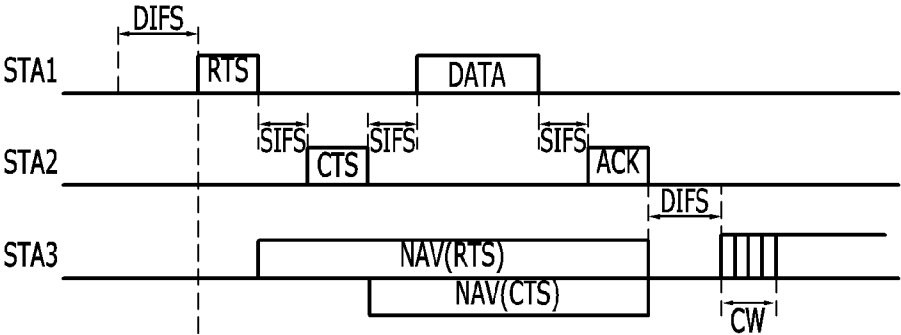 DIFS
STA1
RTS
DATA
SIFS
SIFS
SIFS
STA2
CTS
ACK
DIFS
STA3
NAV(RTS)
NAV(CTS)
CW